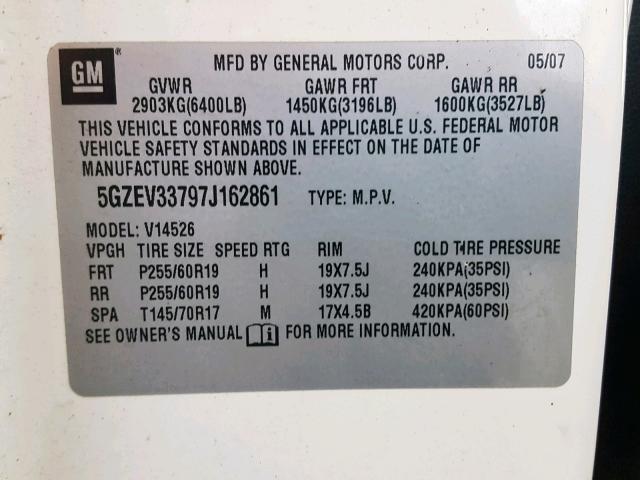 GM
®
MFD BY GENERAL MOTORS CORP. 05/07
GVWR GAWR FRT GAWR RR
2903KG(6400LB) 1450KG(3196LB) 1600KG(3527LB)
THIS VEHICLE CONFORMS TO ALL APPLICABLE U.S. FEDERAL MOTOR
VEHICLE SAFETY STANDARDS IN EFFECT ON THE DATE OF
MANUFACTURE SHOWN ABOVE.
5GZEV33797J162861 TYPE: M.P.V.
MODEL: V14526
VPGH TIRE SIZE SPEED RTG RIM COLD TIRE PRESSURE
FRT P255/60R19 H 19X7.5J 240KPA(35PSI)
RR P255/60R19 H 19X7.5J 240KPA(35PSI)
SPA T145/70R17 M 17X4.5B 420KPA(60PSI)
SEE OWNER'S MANUAL i FOR MORE INFORMATION.